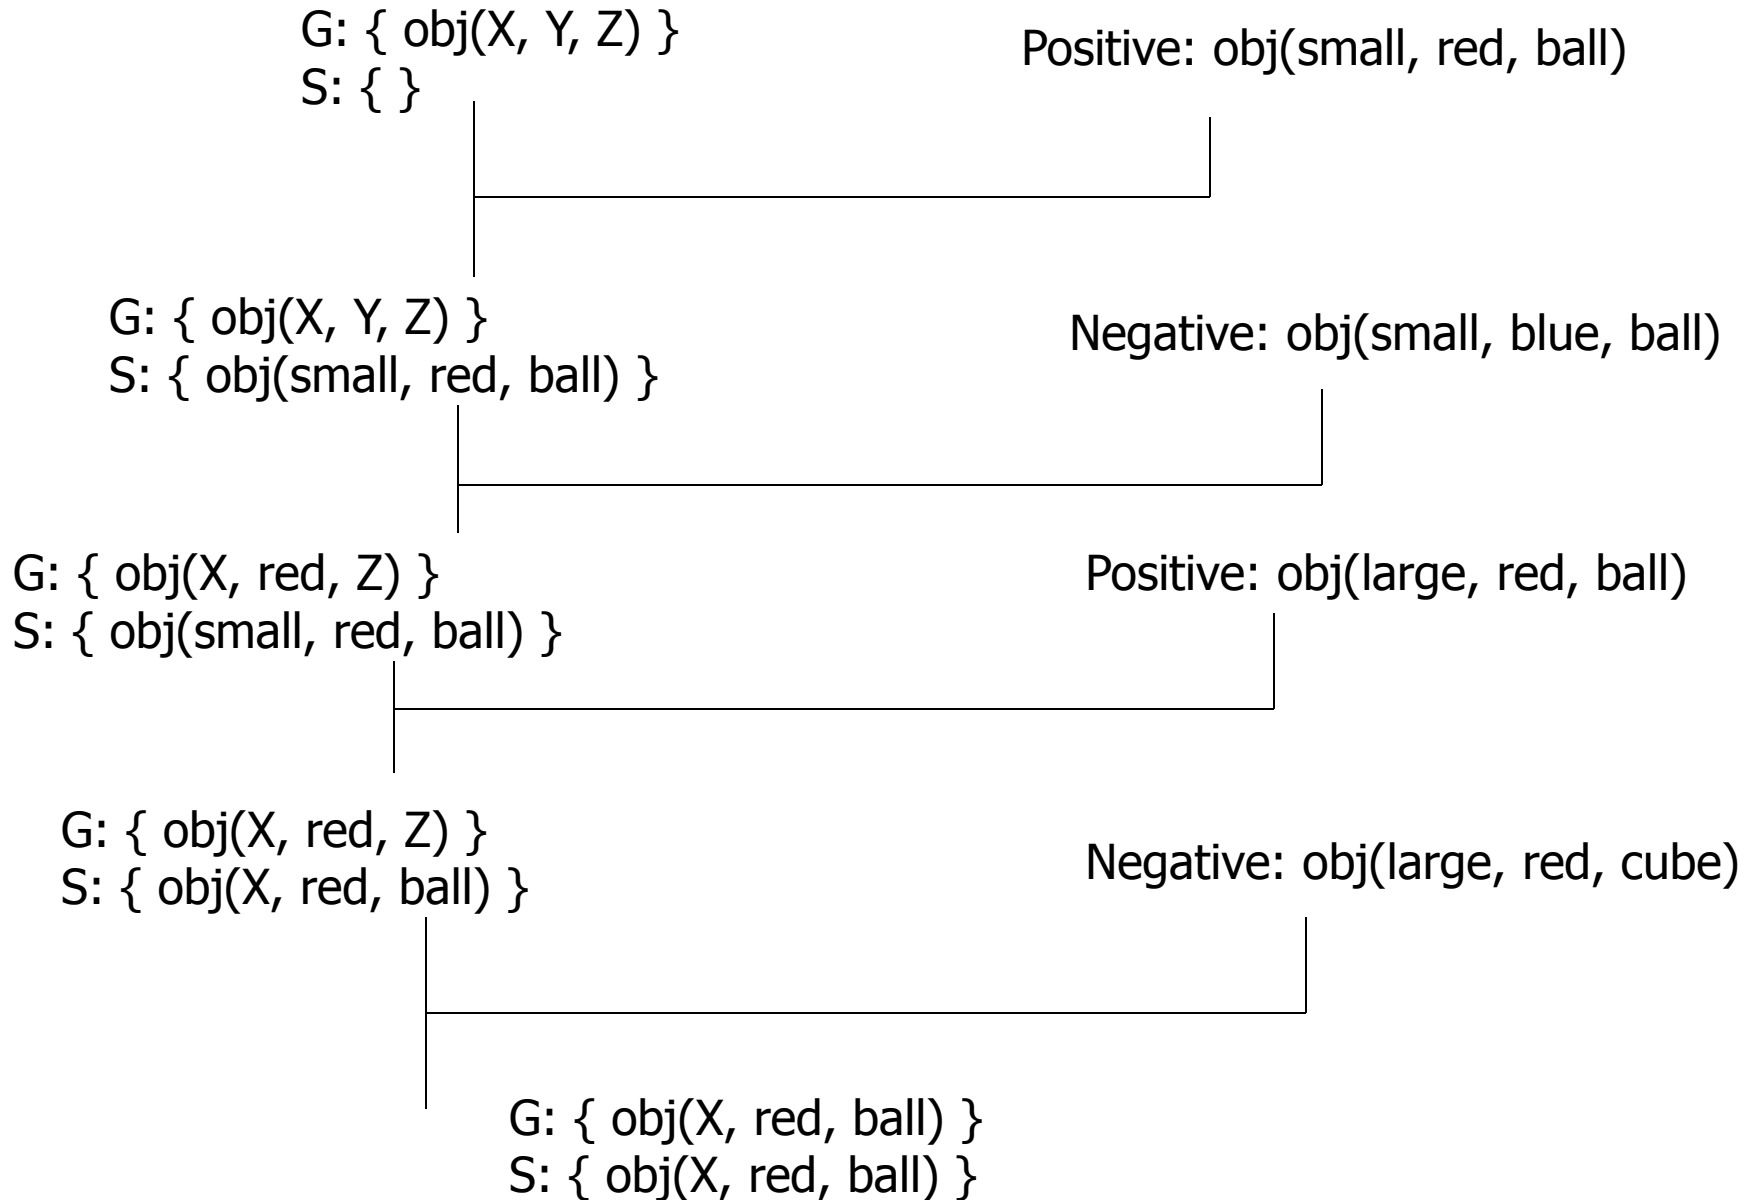 G: { obj(X, Y, Z) }
S: { }
Positive: obj(small, red, ball)
G: { obj(X, Y, Z) }
S: { obj(small, red, ball) }
Negative: obj(small, blue, ball)
G: { obj(X, red, Z) }
S: { obj(small, red, ball) }
Positive: obj(large, red, ball)
G: { obj(X, red, Z) }
S: { obj(X, red, ball) }
Negative: obj(large, red, cube)
G: { obj(X, red, ball) }
S: { obj(X, red, ball) }